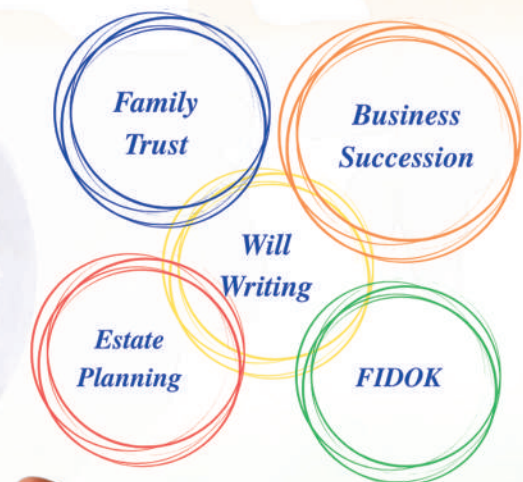 Family
Trust
Business
Succession
Will
Writing
Estate
Planning
FIDOK